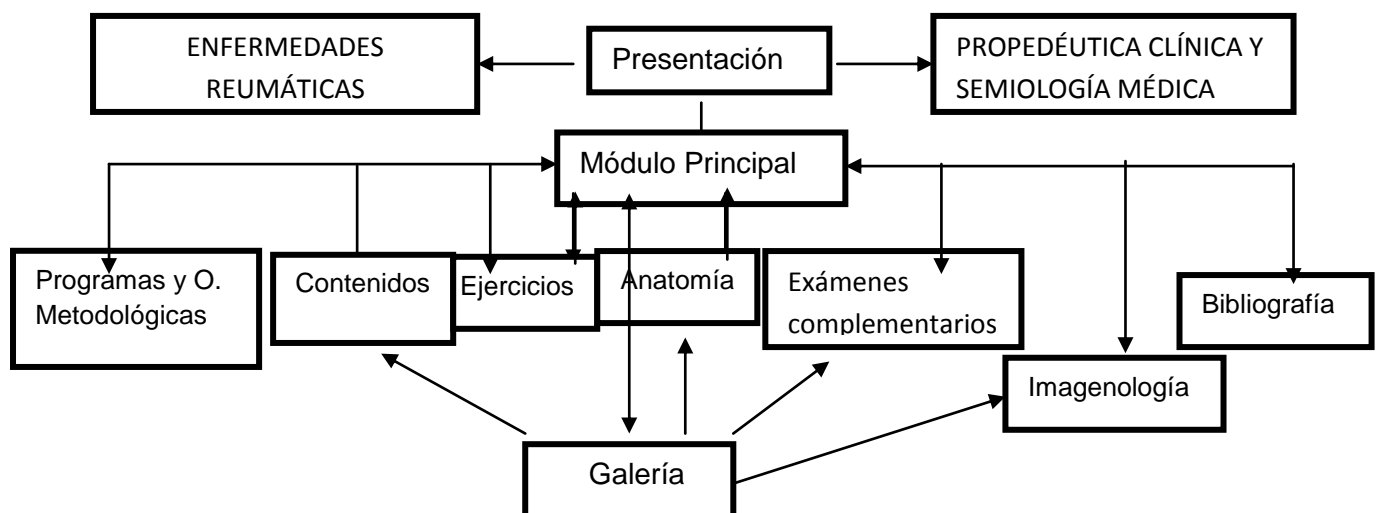 ENFERMEDADES
REUMÁTICAS
Presentación
PROPEDÉUTICA CLÍNICA Y
SEMIOLOGÍA MÉDICA
Módulo Principal
Programas y O.
Metodológicas
Contenidos
Ejercicios
Anatomía
Exámenes
complementarios
Bibliografía
Imagenología
Galería